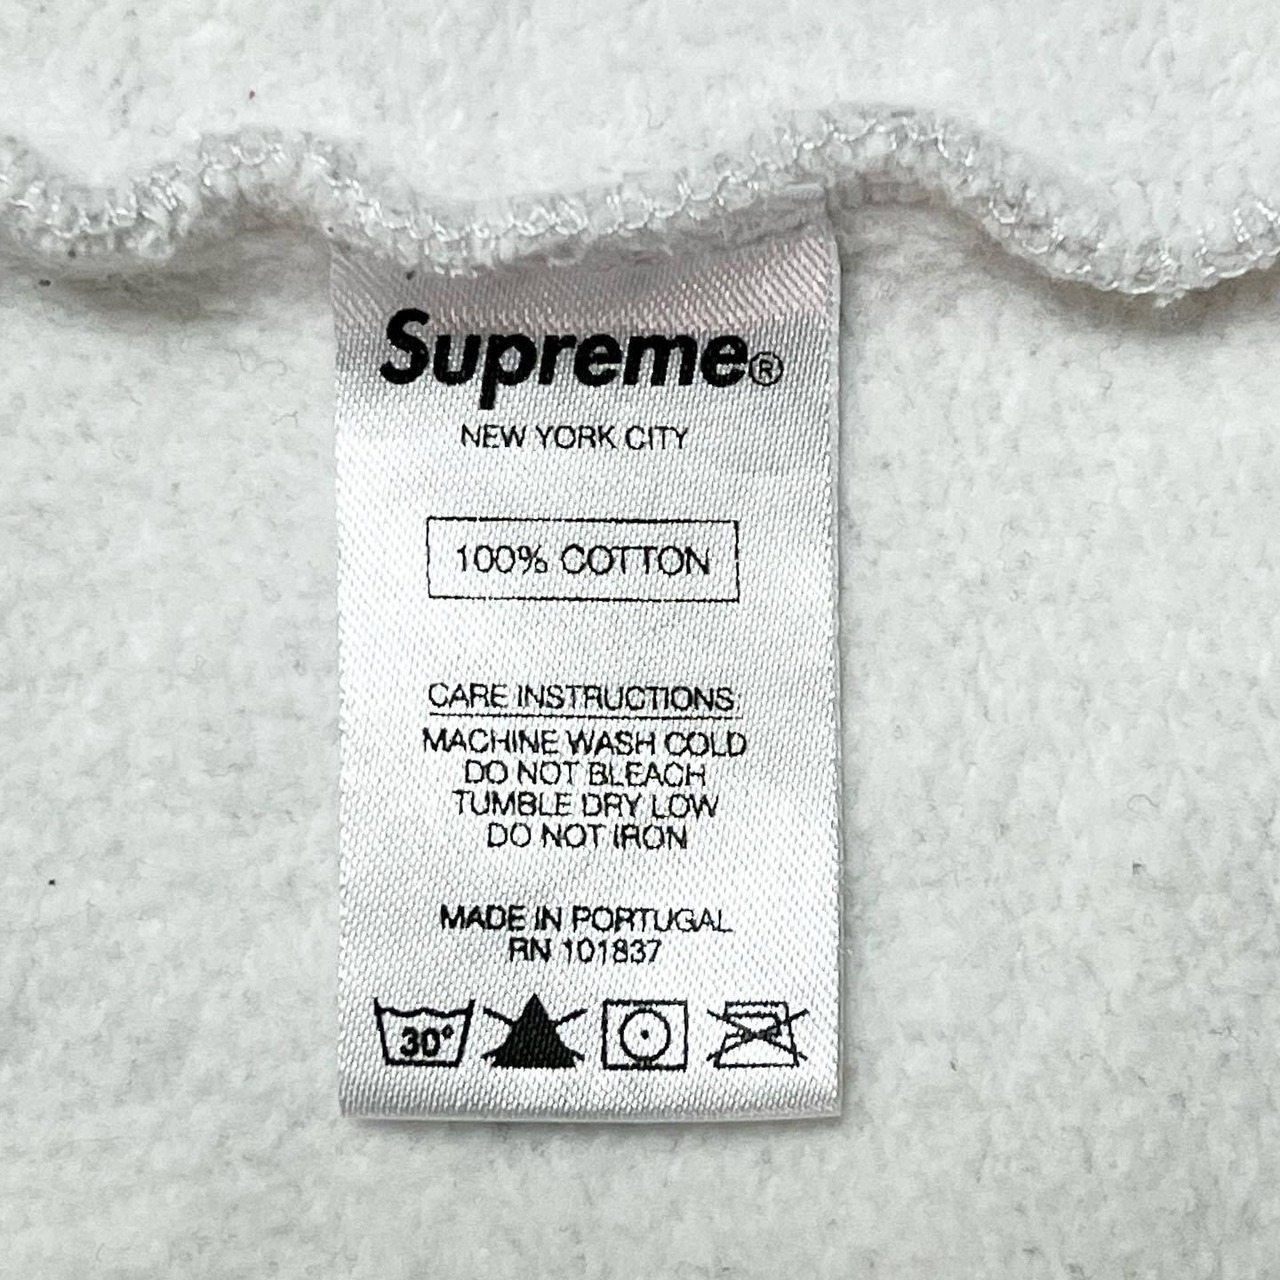 Supreme®
NEW YORK CITY
100% COTTON
CARE INSTRUCTIONS
MACHINE WASH COLD
DO NOT BLEACH
TUMBLE DRY LOW
DO NOT IRON
MADE IN PORTUGAL
RN 101837
30°